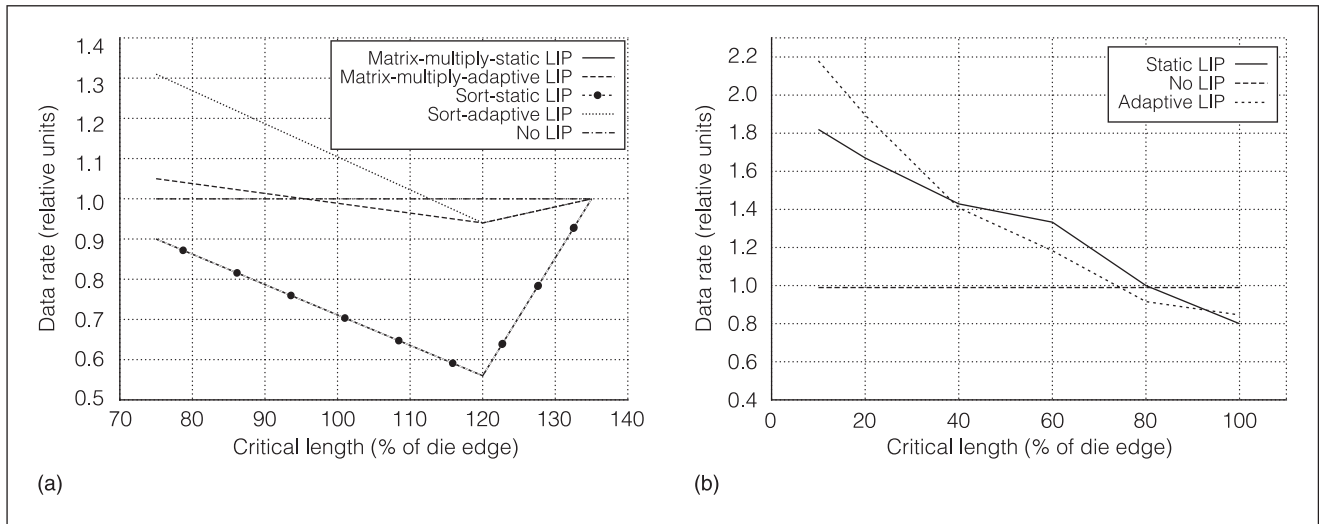 1.4
1.3
1.2
1.1
1.0
0.9
0.8
0.7
0.6
0.5
Data rate (relative units)
Matrix-multiply-static LIP
Matrix-multiply-adaptive LIP
Sort-static LIP
Sort-adaptive LIP
No LIP
70 80 90 100 110 120 130 140
Critical length (% of die edge)
(a)
2.2
2.0
1.8
1.6
1.4
1.2
1.0
0.8
0.6
0.4
Data rate (relative units)
Static LIP
No LIP
Adaptive LIP
0 20 40 60 80 100
Critical length (% of die edge)
(b)